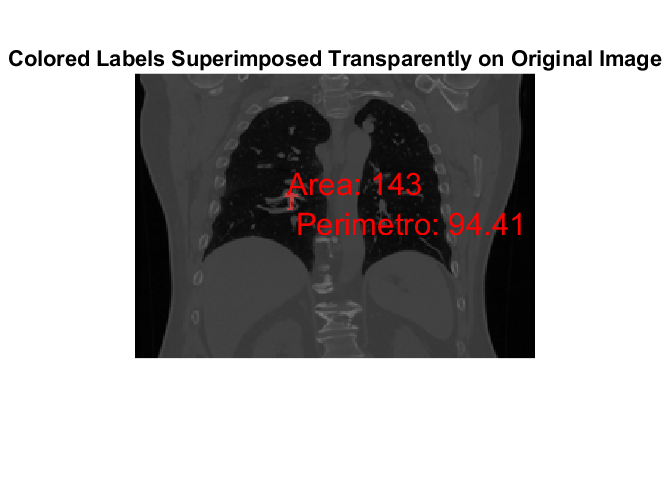 Colored Labels Superimposed Transparently on Original Image
Area: 143
Perimetro: 94.41